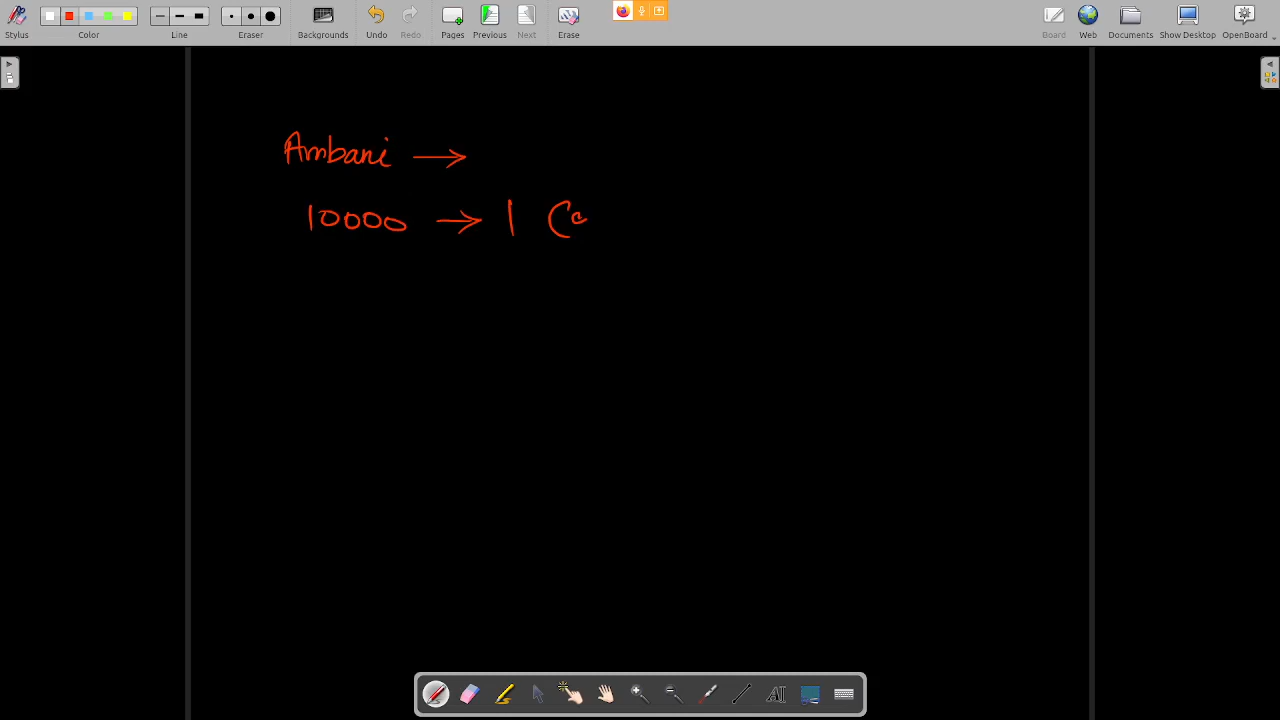 Stylus
Color
Line
Eraser
Backgrounds
Undo
Redo
Pages
Previous
Next
Erase
Board
Web
Documents
Show Desktop
OpenBoard
Ambani →
10000 → 1
AI